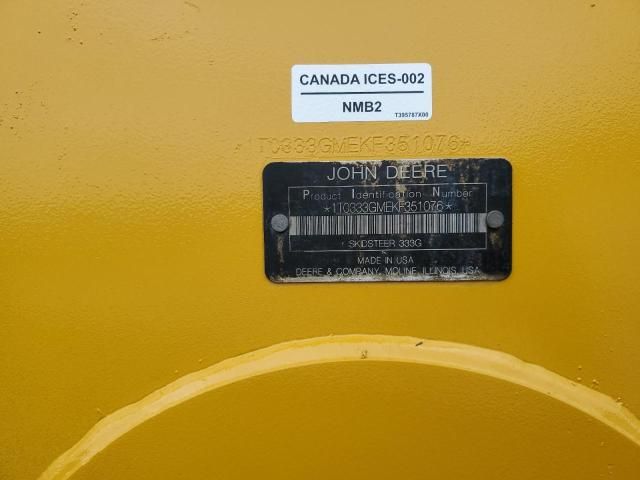 CANADA ICES-002
NMB2
T395787X00
1T0333GMEKF351076*
JOHN DEERE
Product Identification Number
*1T0333GMEKF351076*
SKIDSTEER 333G
MADE IN USA
DEERE & COMPANY, MOLINE, ILLINOIS, USA